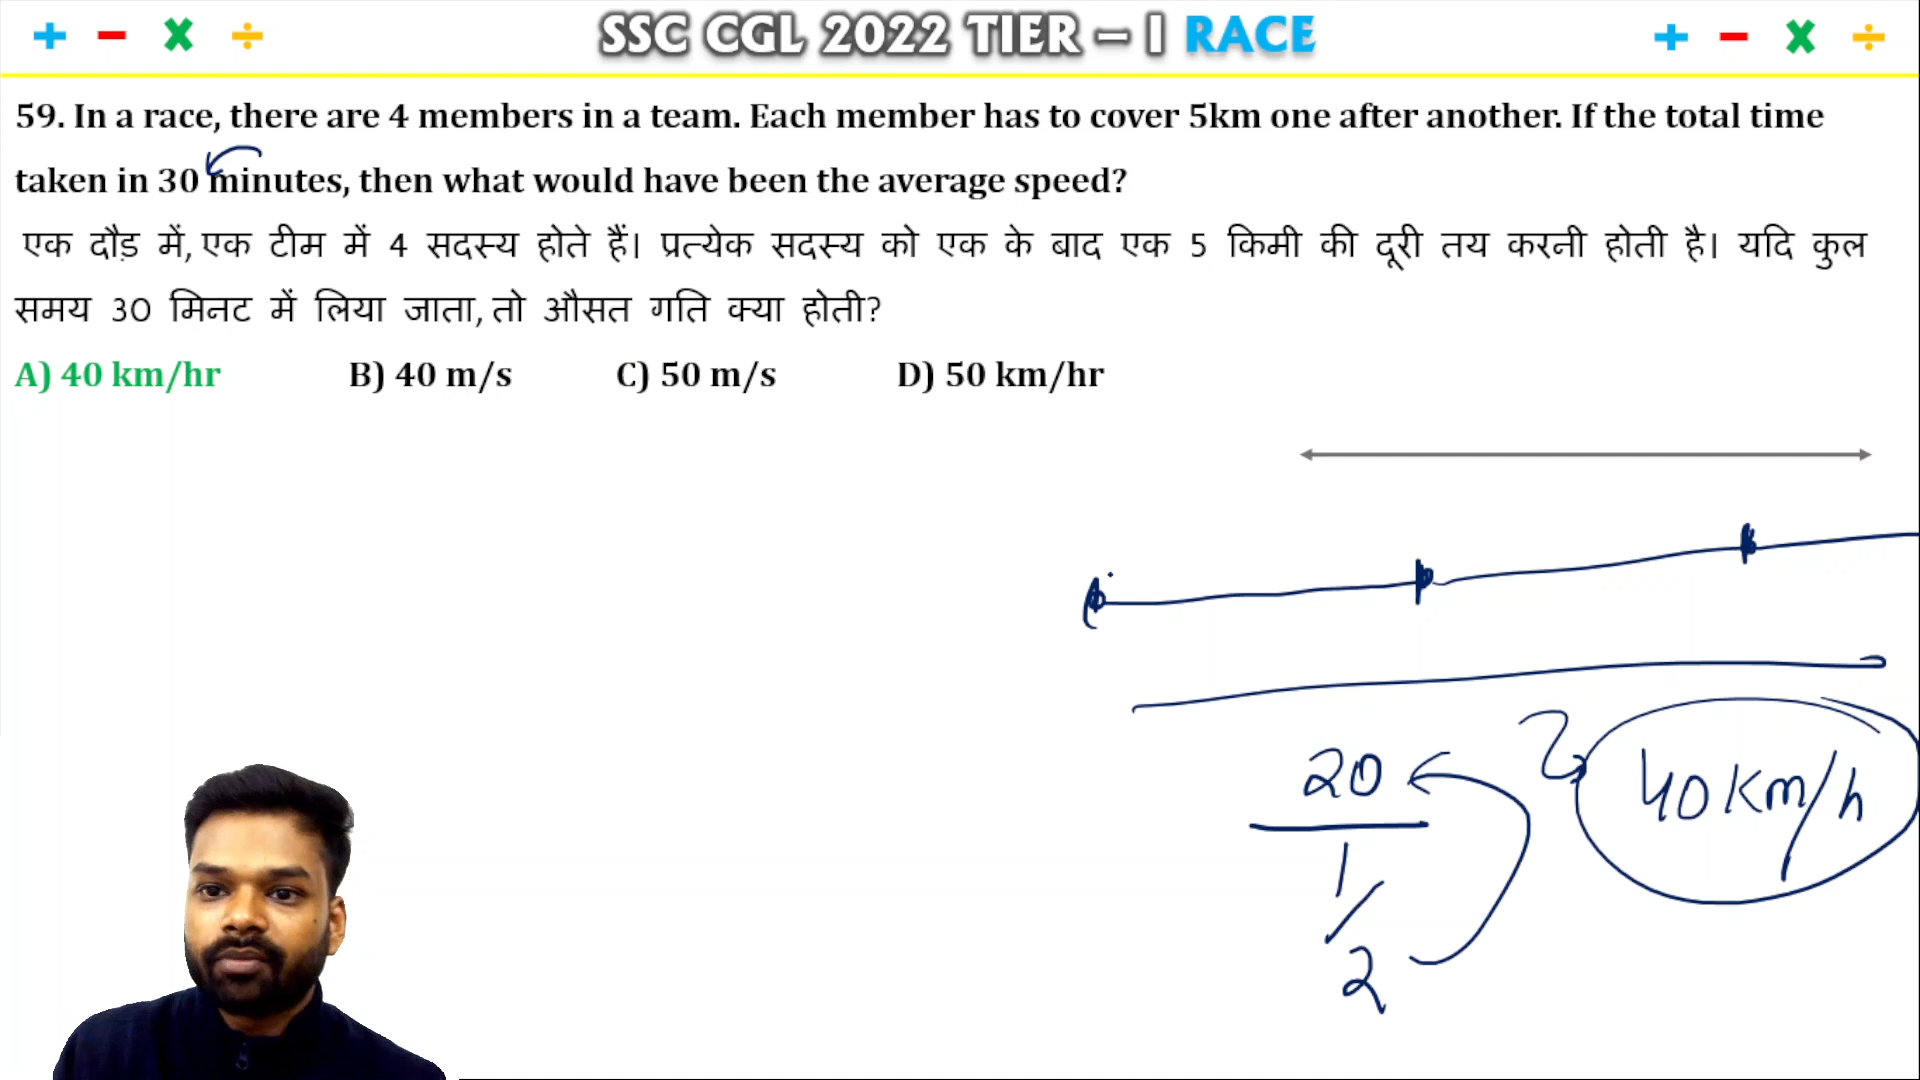 + - x ÷ SSC CGL 2022 TIER – I RACE + - x ÷
59. In a race, there are 4 members in a team. Each member has to cover 5km one after another. If the total time
taken in 30 minutes, then what would have been the average speed?
एक दौड़ में, एक टीम में 4 सदस्य होते हैं। प्रत्येक सदस्य को एक के बाद एक 5 किमी की दूरी तय करनी होती है। यदि कुल
समय 30 मिनट में लिया जाता, तो औसत गति क्या होती?
A) 40 km/hr B) 40 m/s C) 50 m/s D) 50 km/hr
20
1/2
40 Km/h